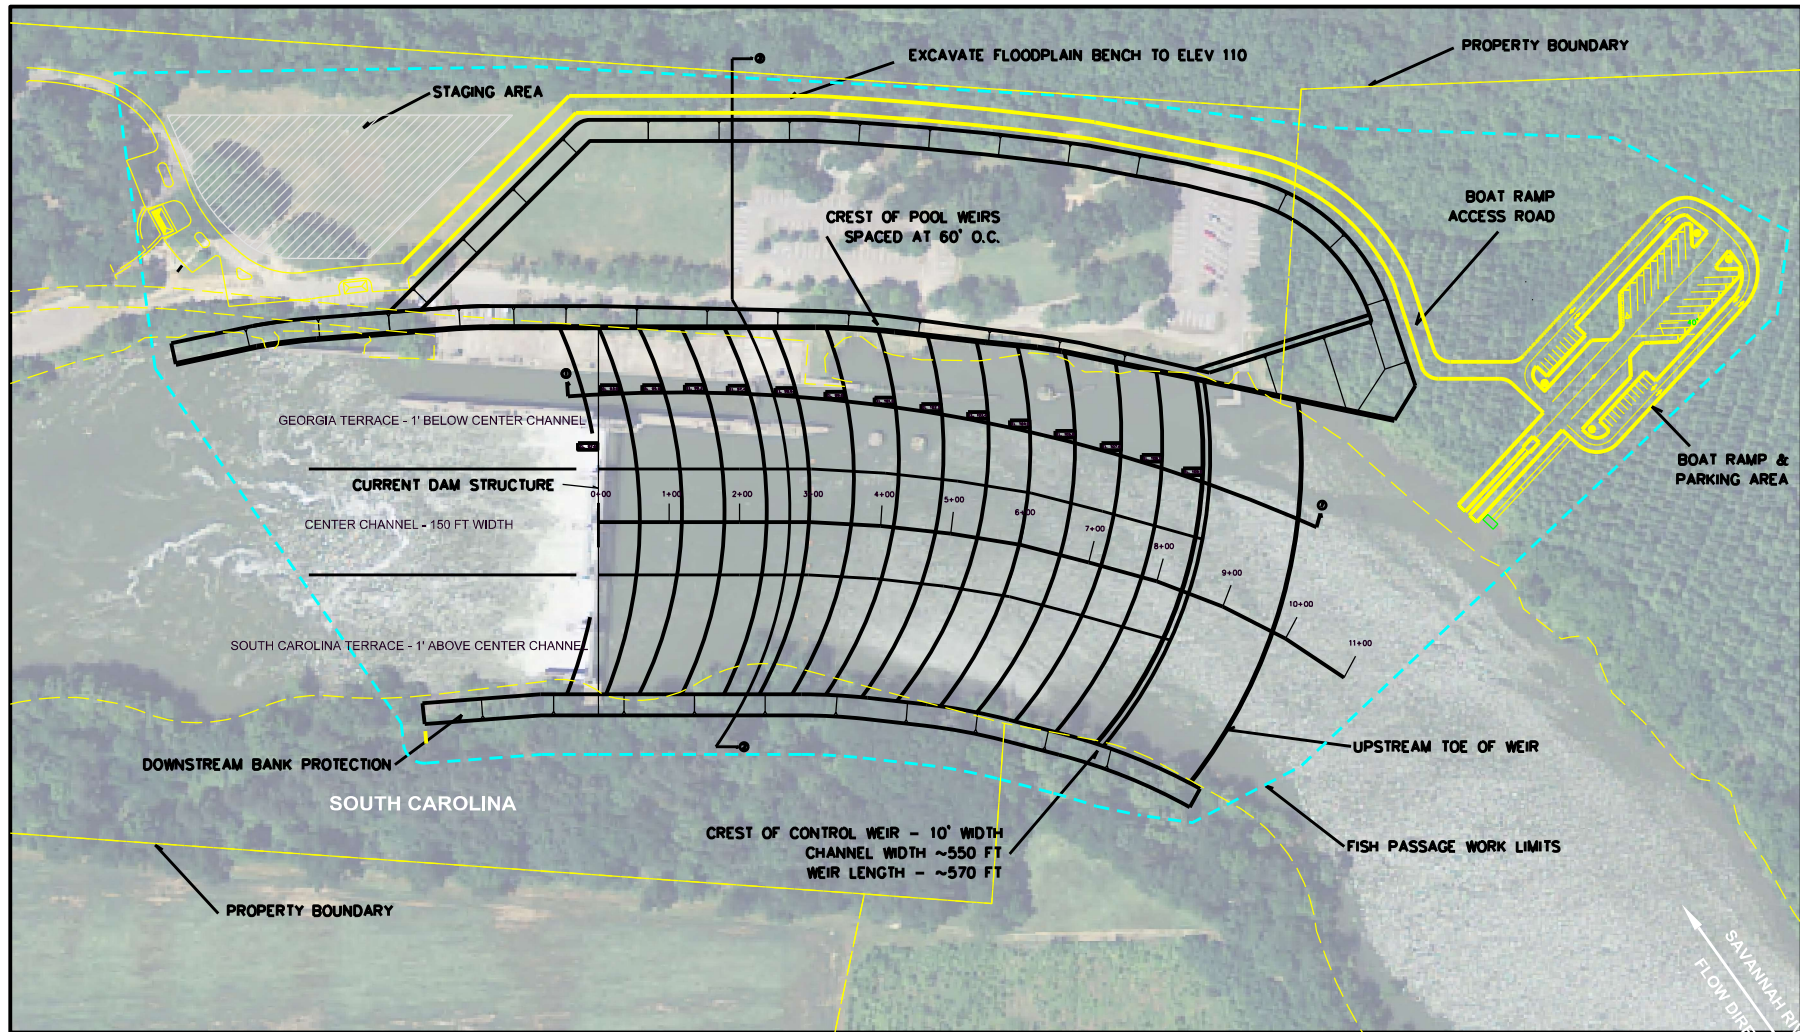 EXCAVATE FLOODPLAIN BENCH TO ELEV 110
PROPERTY BOUNDARY
STAGING AREA
BOAT RAMP
ACCESS ROAD
CREST OF POOL WEIRS
SPACED AT 60' O.C.
GEORGIA TERRACE - 1' BELOW CENTER CHANNEL
CURRENT DAM STRUCTURE
CENTER CHANNEL - 150 FT WIDTH
0+00
1+00
2+00
3+00
4+00
5+00
6+00
7+00
8+00
9+00
10+00
11+00
BOAT RAMP &
PARKING AREA
SOUTH CAROLINA TERRACE - 1' ABOVE CENTER CHANNEL
DOWNSTREAM BANK PROTECTION
SOUTH CAROLINA
UPSTREAM TOE OF WEIR
CREST OF CONTROL WEIR - 10' WIDTH
CHANNEL WIDTH ~550 FT
WEIR LENGTH - ~570 FT
FISH PASSAGE WORK LIMITS
PROPERTY BOUNDARY
SAVANNAH RI
FLOW DIRE